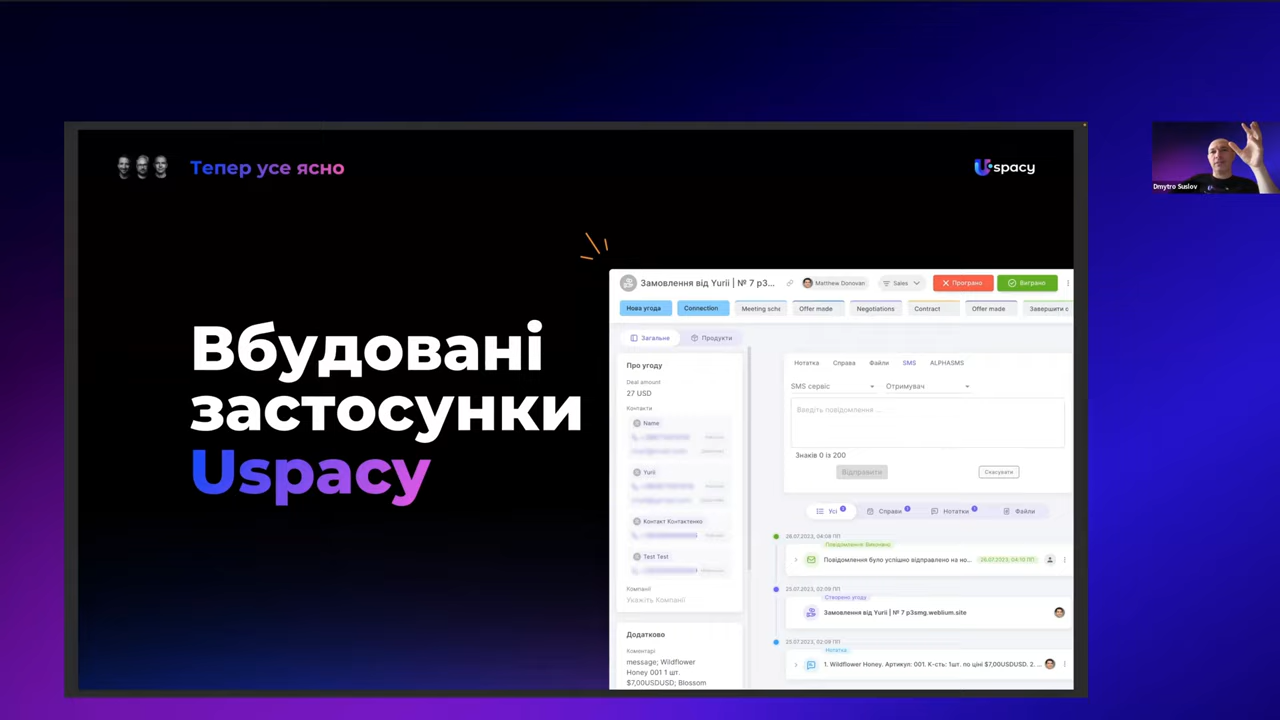 Тепер усе ясно
Uspacy
Dmytro Suslov
Вбудовані
застосунки
Uspacy
Замовлення від Yurii | № 7 p3...
Matthew Donovan
Sales
Програно
Виграно
Нова угода
Connection
Meeting sche
Offer made
Negotiations
Contract
Offer made
Завершити с
Загальне
Продукти
Про угоду
Deal amount
27 USD
Контакти
Name
Yurii
Контакт Контактенко
Test Test
Компанії
Укажіть Компанії
Додатково
Коментарі
message; Wildflower
Honey 001 1 шт.
$7,00USDUSD; Blossom
Нотатка
Справа
Файли
SMS
ALPHASMS
SMS сервіс
Отримувач
Введіть повідомлення ...
Знаків 0 із 200
Відправити
Скасувати
Усі
Справи
Нотатки
Файли
26.07.2023, 04:08 ПП
Повідомлення Виконано
Повідомлення було успішно відправлено на но...
26.07.2023, 04:10 ПП
25.07.2023, 02:09 ПП
Створено угоду
Замовлення від Yurii | № 7 p3smg.weblium.site
25.07.2023, 02:08 ПП
Нотатка
1. Wildflower Honey. Артикул: 001. К-сть: 1шт. по ціні $7,00USDUSD. 2. ...